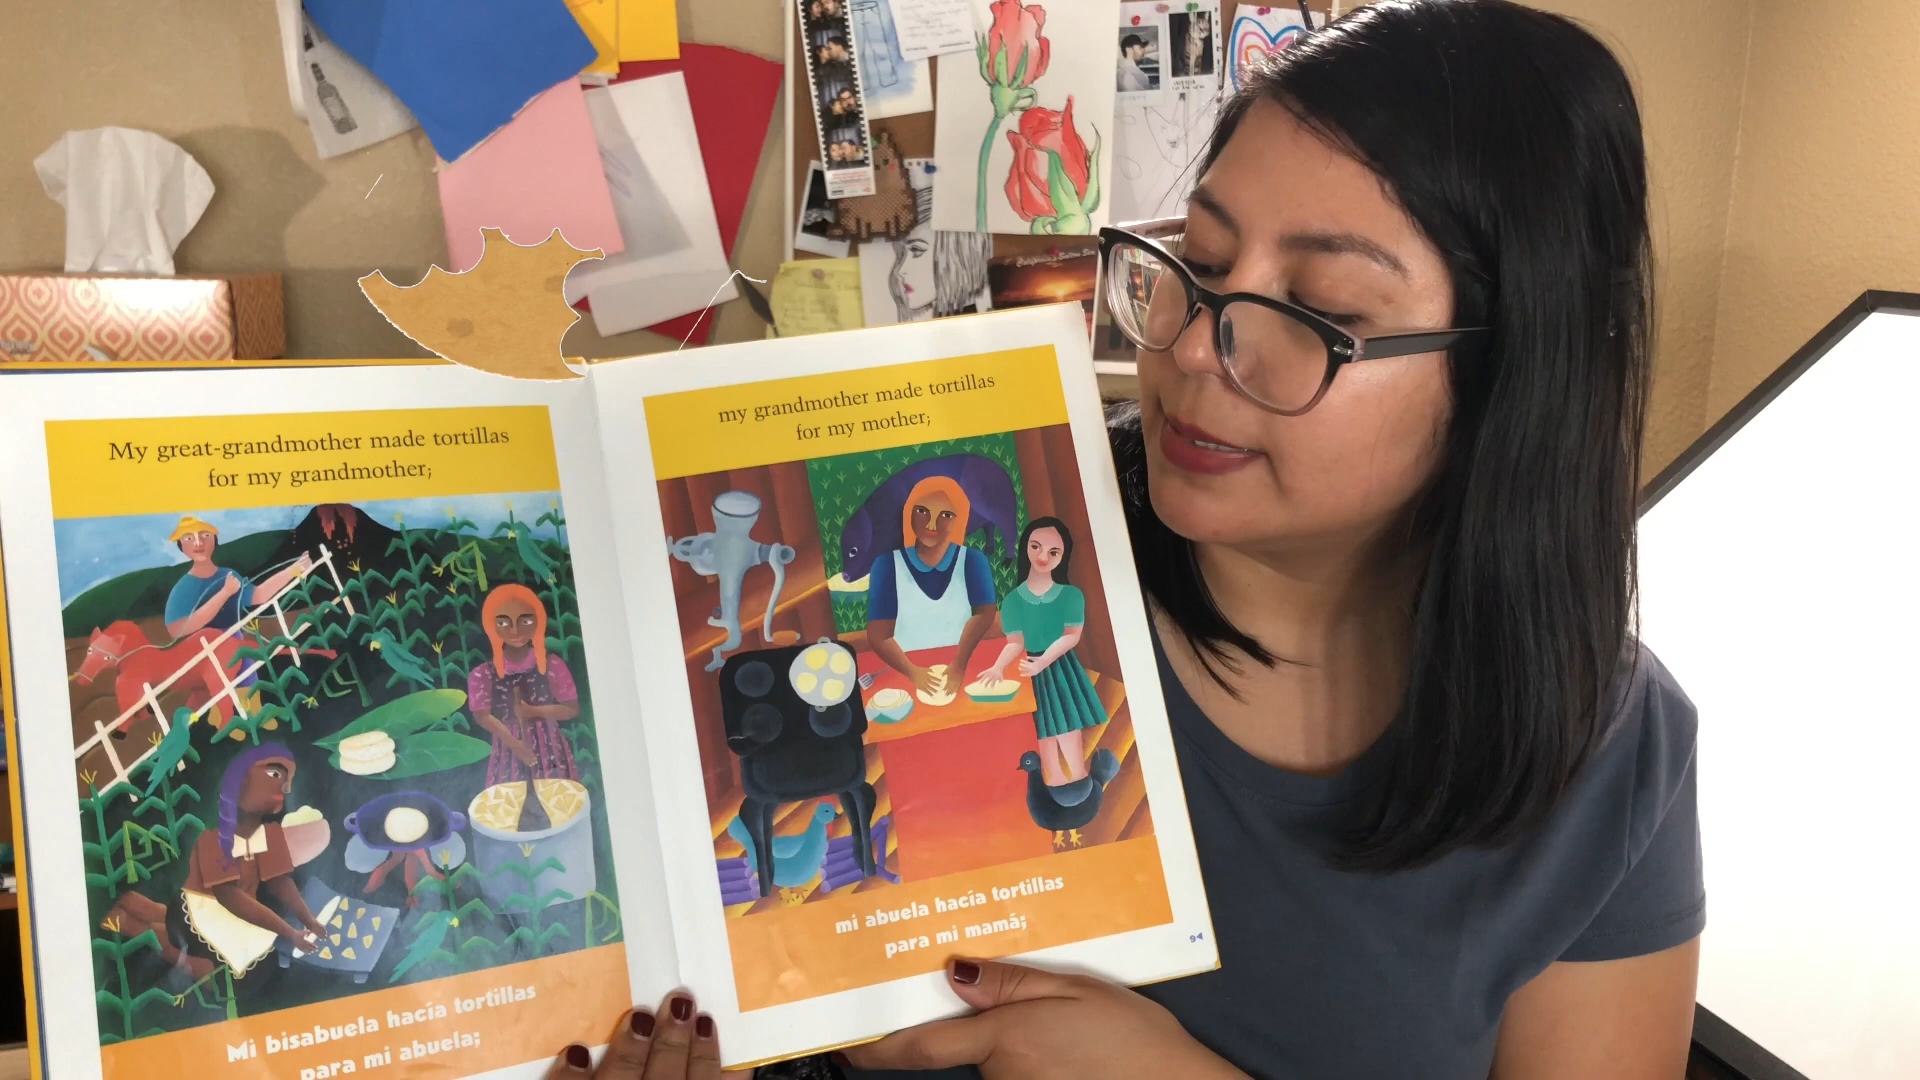 My great-grandmother made tortillas
for my grandmother;
Mi bisabuela hacía tortillas
para mi abuela;
my grandmother made tortillas
for my mother;
mi abuela hacía tortillas
para mi mamá;
9